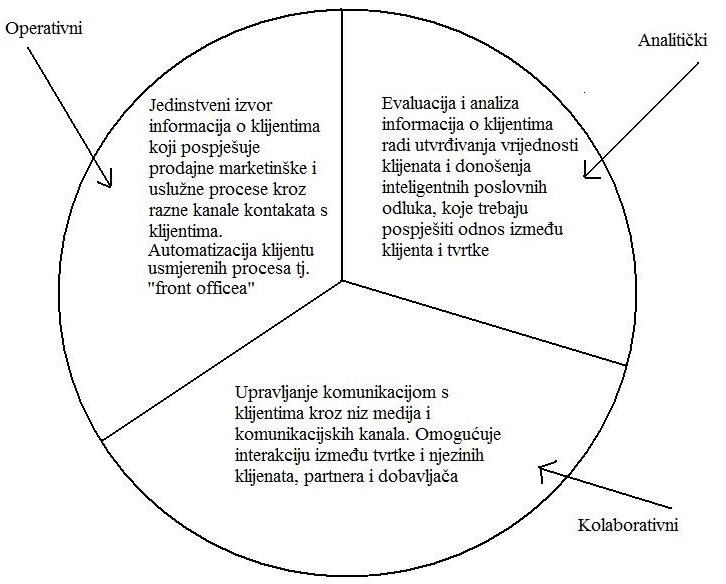 Operativni
Analitički
Jedinstveni izvor
informacija o klijentima
koji pospješuje
prodajne marketinške i
uslužne procese kroz
razne kanale kontakata s
klijentima.
Automatizacija klijentu
usmjerenih procesa tj.
"front officea"
Evaluacija i analiza
informacija o klijentima
radi utvrđivanja vrijednosti
klijenata i donošenja
inteligentnih poslovnih
odluka, koje trebaju
pospješiti odnos između
klijenta i tvrtke
Upravljanje komunikacijom s
klijentima kroz niz medija i
komunikacijskih kanala. Omogućuje
interakciju između tvrtke i njezinih
klijenata, partnera i dobavljača
Kolaborativni